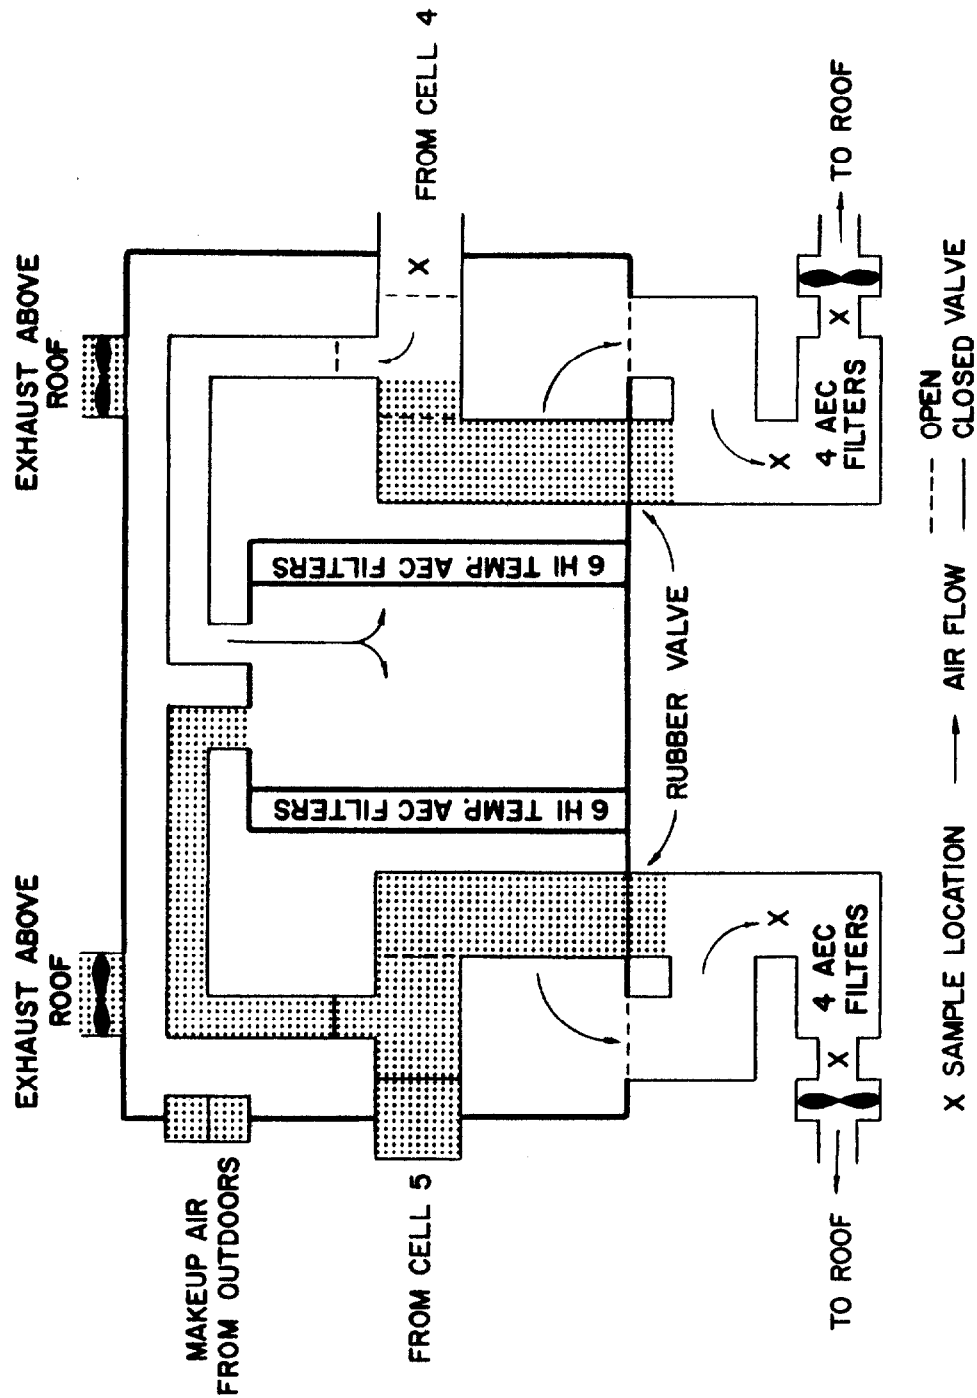 EXHAUST ABOVE
ROOF
EXHAUST ABOVE
ROOF
MAKEUP AIR
FROM OUTDOORS
FROM CELL 5
FROM CELL 4
6 HI TEMP. AEC FILTERS
6 HI TEMP. AEC FILTERS
X
RUBBER VALVE
X
4 AEC
FILTERS
X
X
4 AEC
FILTERS
X
TO ROOF
TO ROOF
X SAMPLE LOCATION
AIR FLOW
OPEN
CLOSED VALVE